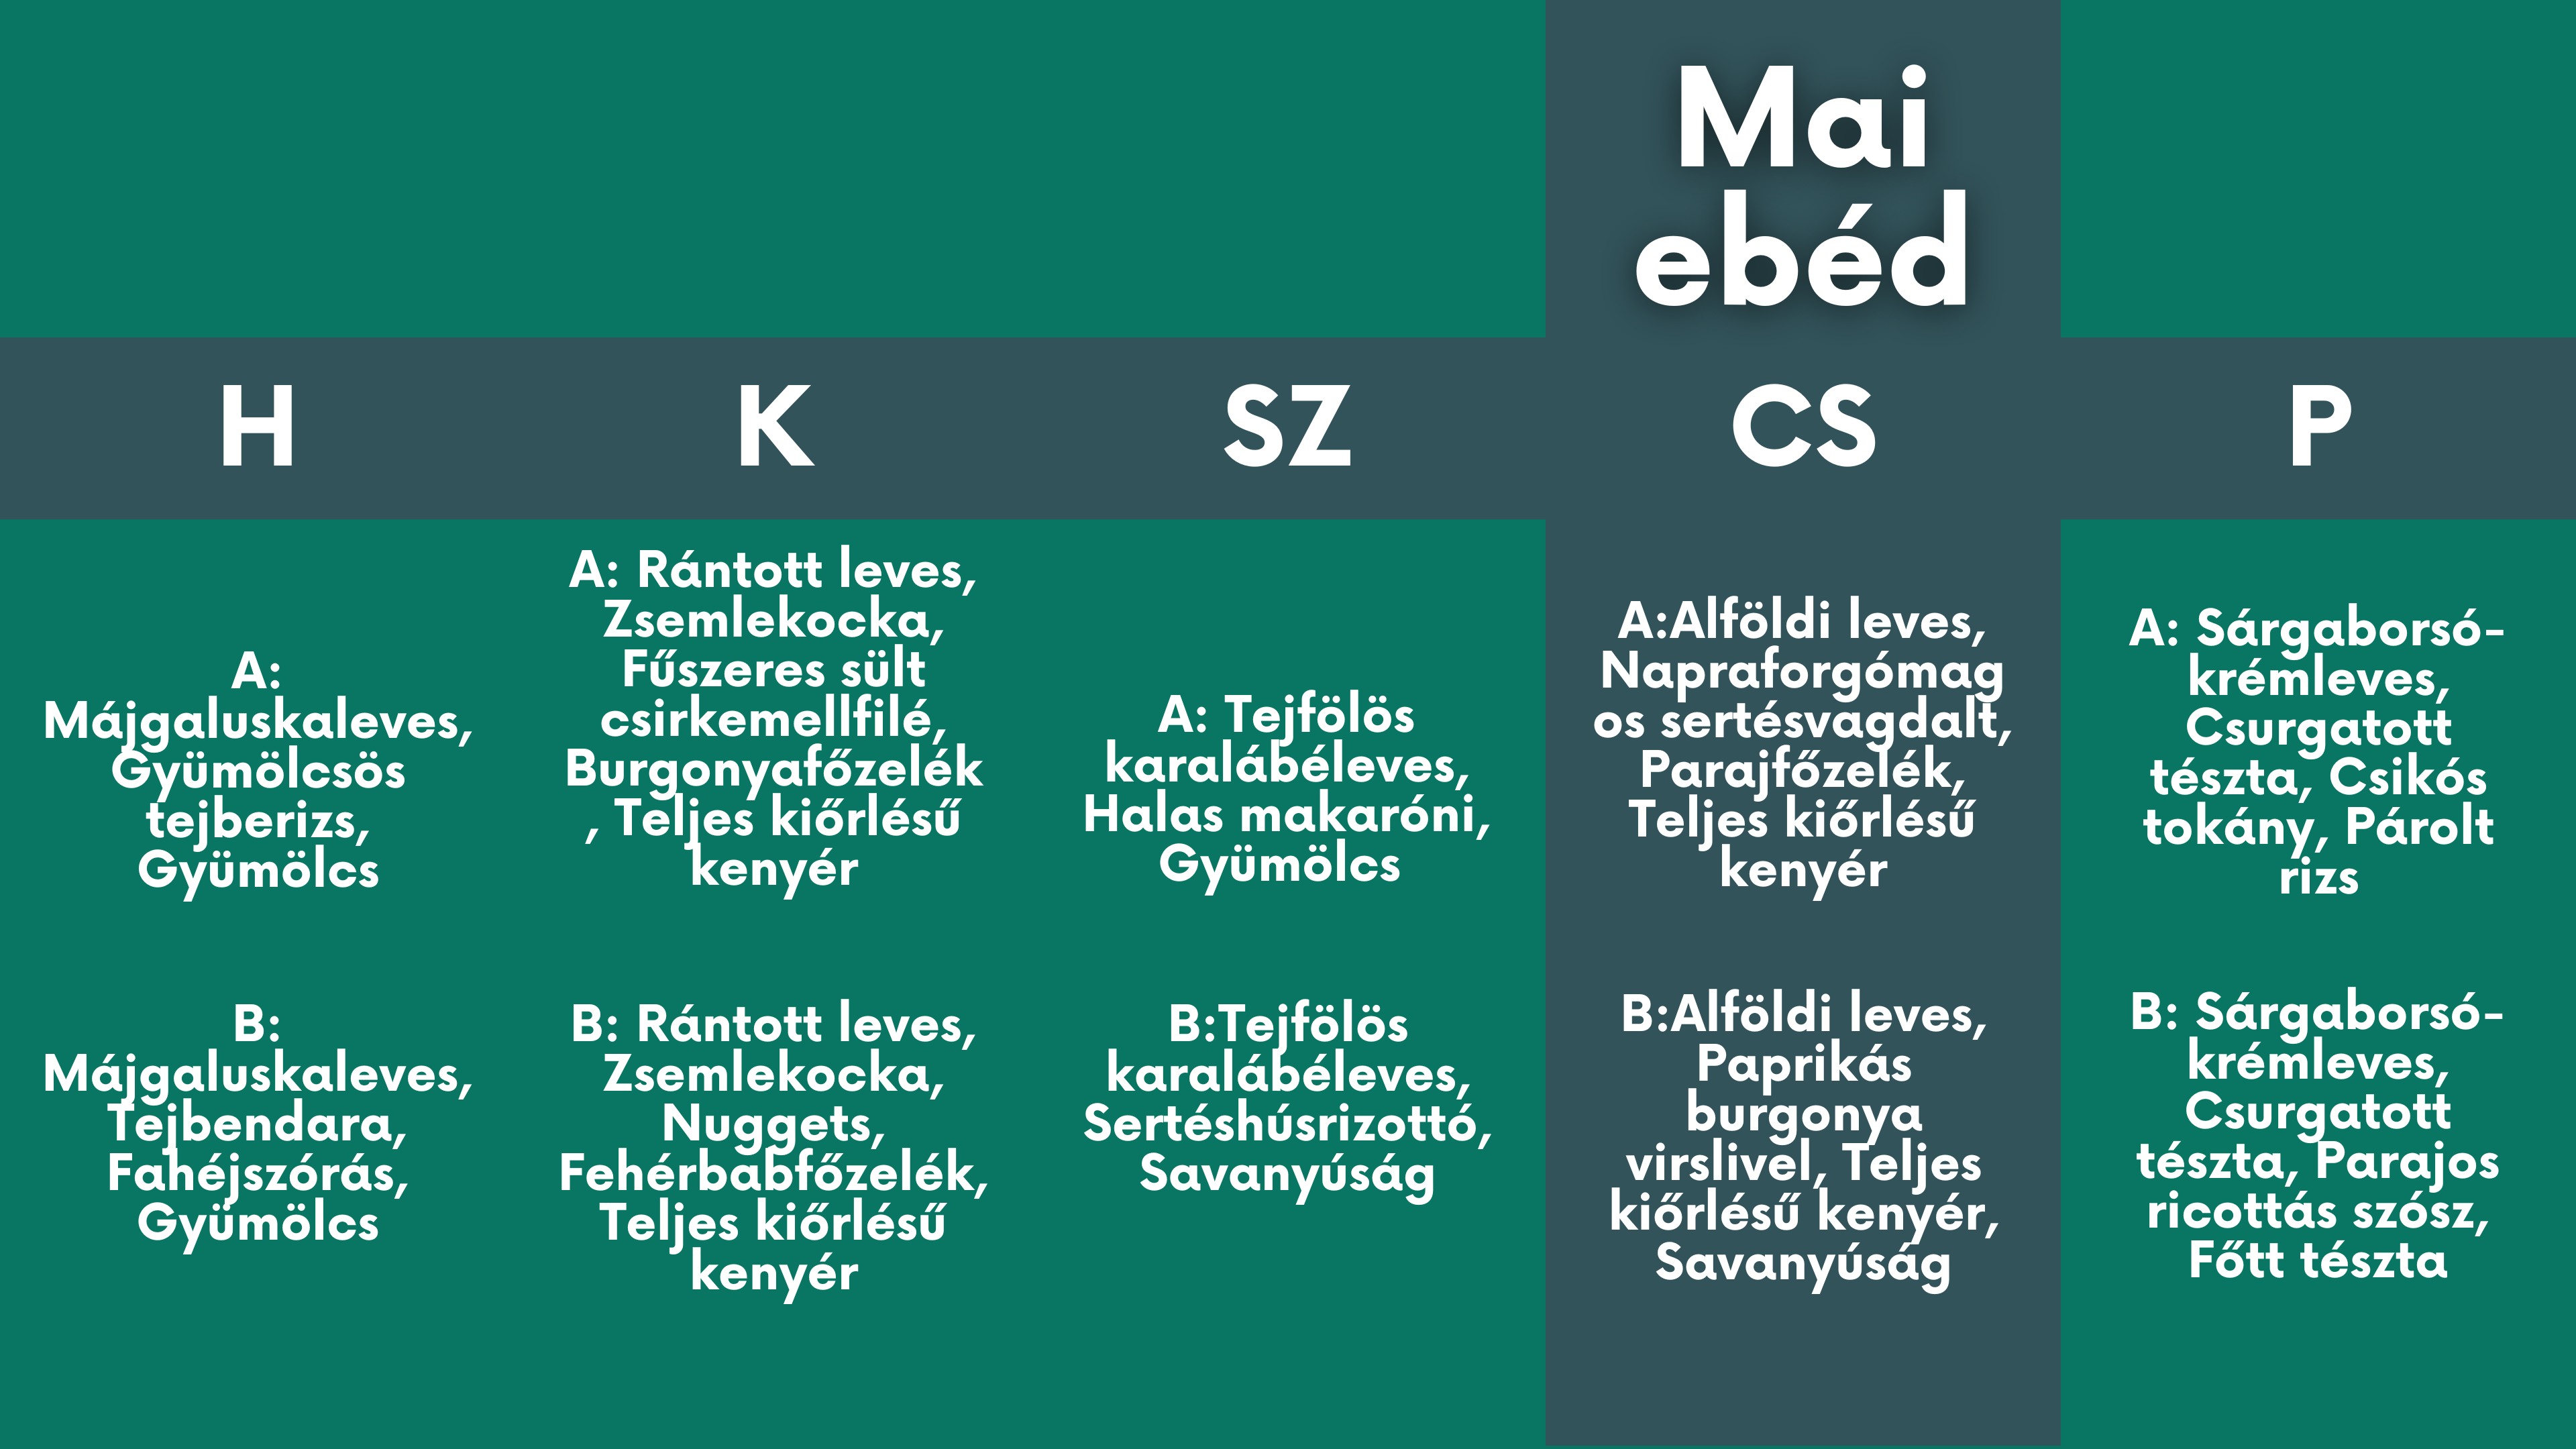 Mai
ebéd
H
K
SZ
CS
P
A:
Májgaluskaleves,
Gyümölcsös
tejberizs,
Gyümölcs
B:
Májgaluskaleves,
Tejbendara,
Fahéjszórás,
Gyümölcs
A: Rántott leves,
Zsemlekocka,
Fűszeres sült
csirkemellfilé,
Burgonyafőzelék
, Teljes kiőrlésű
kenyér
B: Rántott leves,
Zsemlekocka,
Nuggets,
Fehérbabfőzelék,
Teljes kiőrlésű
kenyér
A: Tejfölös
karalábéleves,
Halas makaróni,
Gyümölcs
B:Tejfölös
karalábéleves,
Sertéshúsrizottó,
Savanyúság
A:Alföldi leves,
Napraforgómag
os sertésvagdalt,
Parajfőzelék,
Teljes kiőrlésű
kenyér
B:Alföldi leves,
Paprikás
burgonya
virslivel, Teljes
kiőrlésű kenyér,
Savanyúság
A: Sárgaborsó-
krémleves,
Csurgatott
tészta, Csikós
tokány, Párolt
rizs
B: Sárgaborsó-
krémleves,
Csurgatott
tészta, Parajos
ricottás szósz,
Főtt tészta